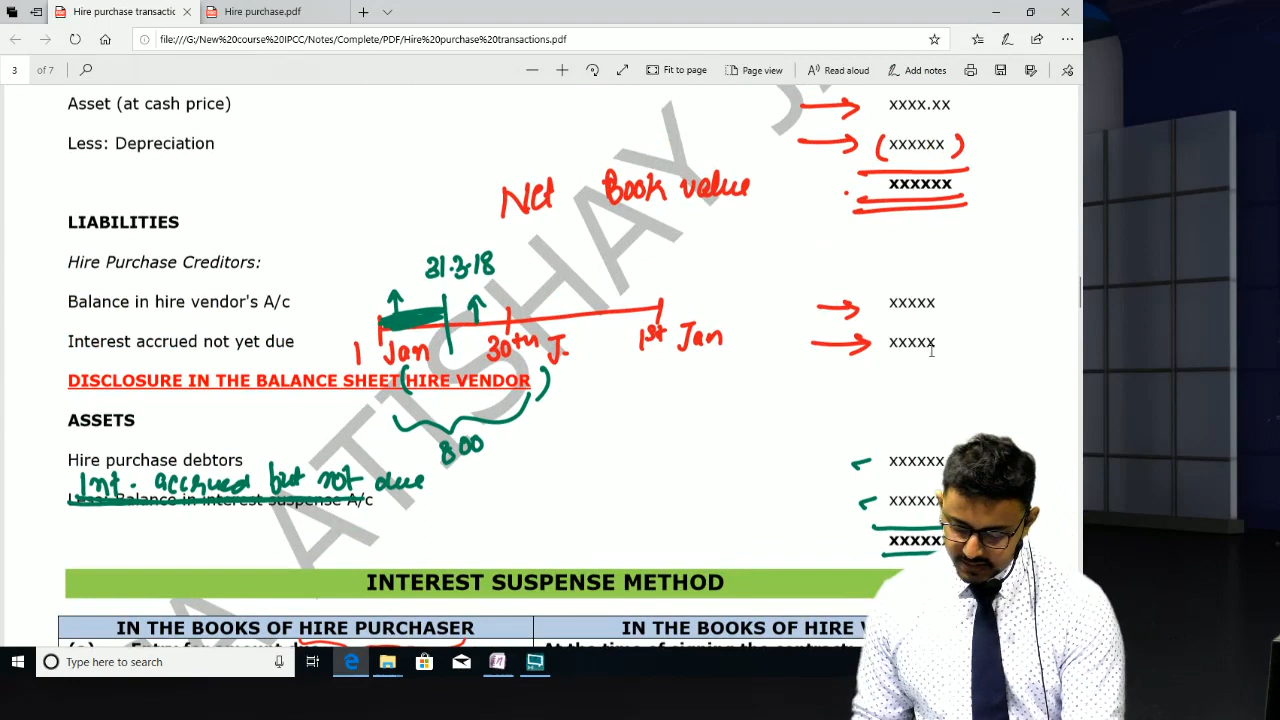 Hire purchase transactic
Hire purchase.pdf
file:///G:/New%20course%20IPCC/Notes/Complete/PDF/Hire%20purchase%20transactions.pdf
3 of 7
Fit to page
Page view
Read aloud
Add notes
Asset (at cash price) xxxx.xx
Less: Depreciation (xxxxxx)
Net Book value xxxxxx
LIABILITIES
31.3.18
Hire Purchase Creditors:
Balance in hire vendor's A/c xxxxx
Interest accrued not yet due xxxxx
1 Jan 30th J. 1st Jan
DISCLOSURE IN THE BALANCE SHEET (HIRE VENDOR)
ASSETS
800
Hire purchase debtors xxxxxx
Int. accrued but not due
Less: Balance in interest suspense A/c xxxxx
xxxxx
ATISHAY
INTEREST SUSPENSE METHOD
IN THE BOOKS OF HIRE PURCHASER IN THE BOOKS OF HIRE V
Type here to search